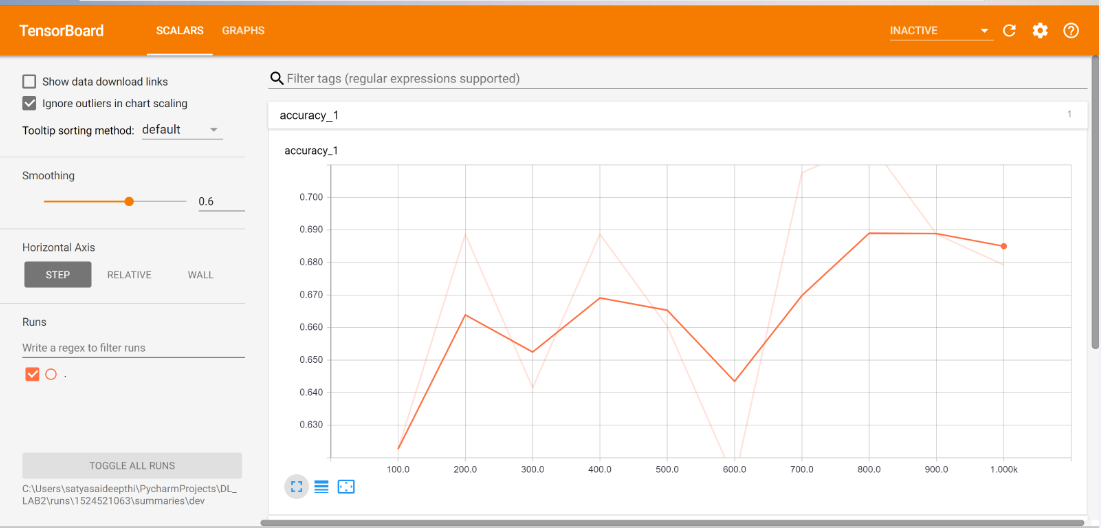 TensorBoard SCALARS GRAPHS INACTIVE
Show data download links
Ignore outliers in chart scaling
Tooltip sorting method: default
Smoothing
0.6
Horizontal Axis
STEP RELATIVE WALL
Runs
Write a regex to filter runs
.
TOGGLE ALL RUNS
C:\Users\satyasaideepthi\PycharmProjects\DL_
LAB2\runs\1524521063\summaries\dev
Filter tags (regular expressions supported)
accuracy_1 1
accuracy_1
0.700
0.690
0.680
0.670
0.660
0.650
0.640
0.630
100.0 200.0 300.0 400.0 500.0 600.0 700.0 800.0 900.0 1.000k